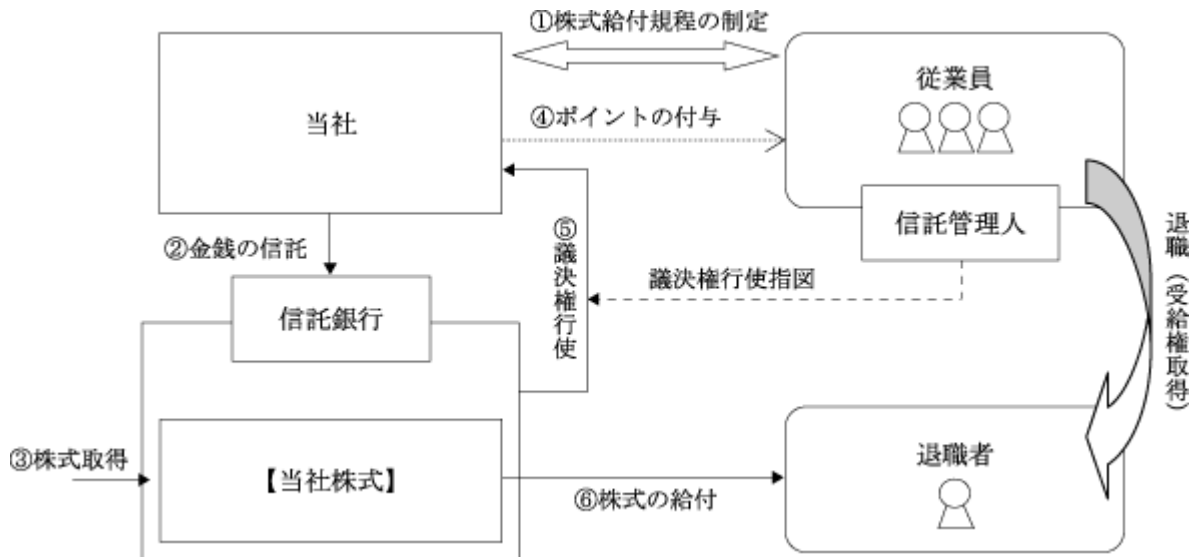 ①株式給付規程の制定
当社
従業員
④ポイントの付与
信託管理人
②金銭の信託
⑤議決権行使
議決権行使指図
退職（受給権取得）
信託銀行
③株式取得
【当社株式】
⑥株式の給付
退職者